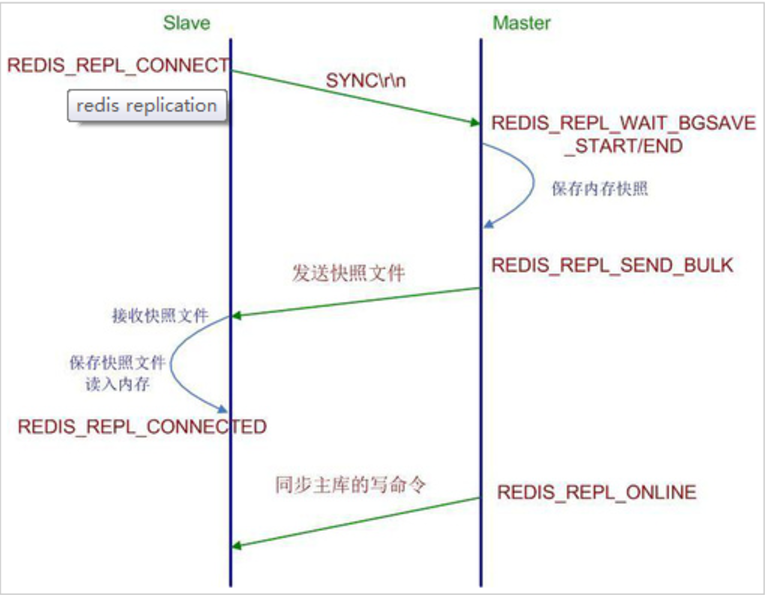 Slave
Master
REDIS_REPL_CONNECT
SYNC\r\n
redis replication
REDIS_REPL_WAIT_BGSAVE
_START/END
保存内存快照
REDIS_REPL_SEND_BULK
发送快照文件
接收快照文件
保存快照文件
读入内存
REDIS_REPL_CONNECTED
同步主库的写命令
REDIS_REPL_ONLINE